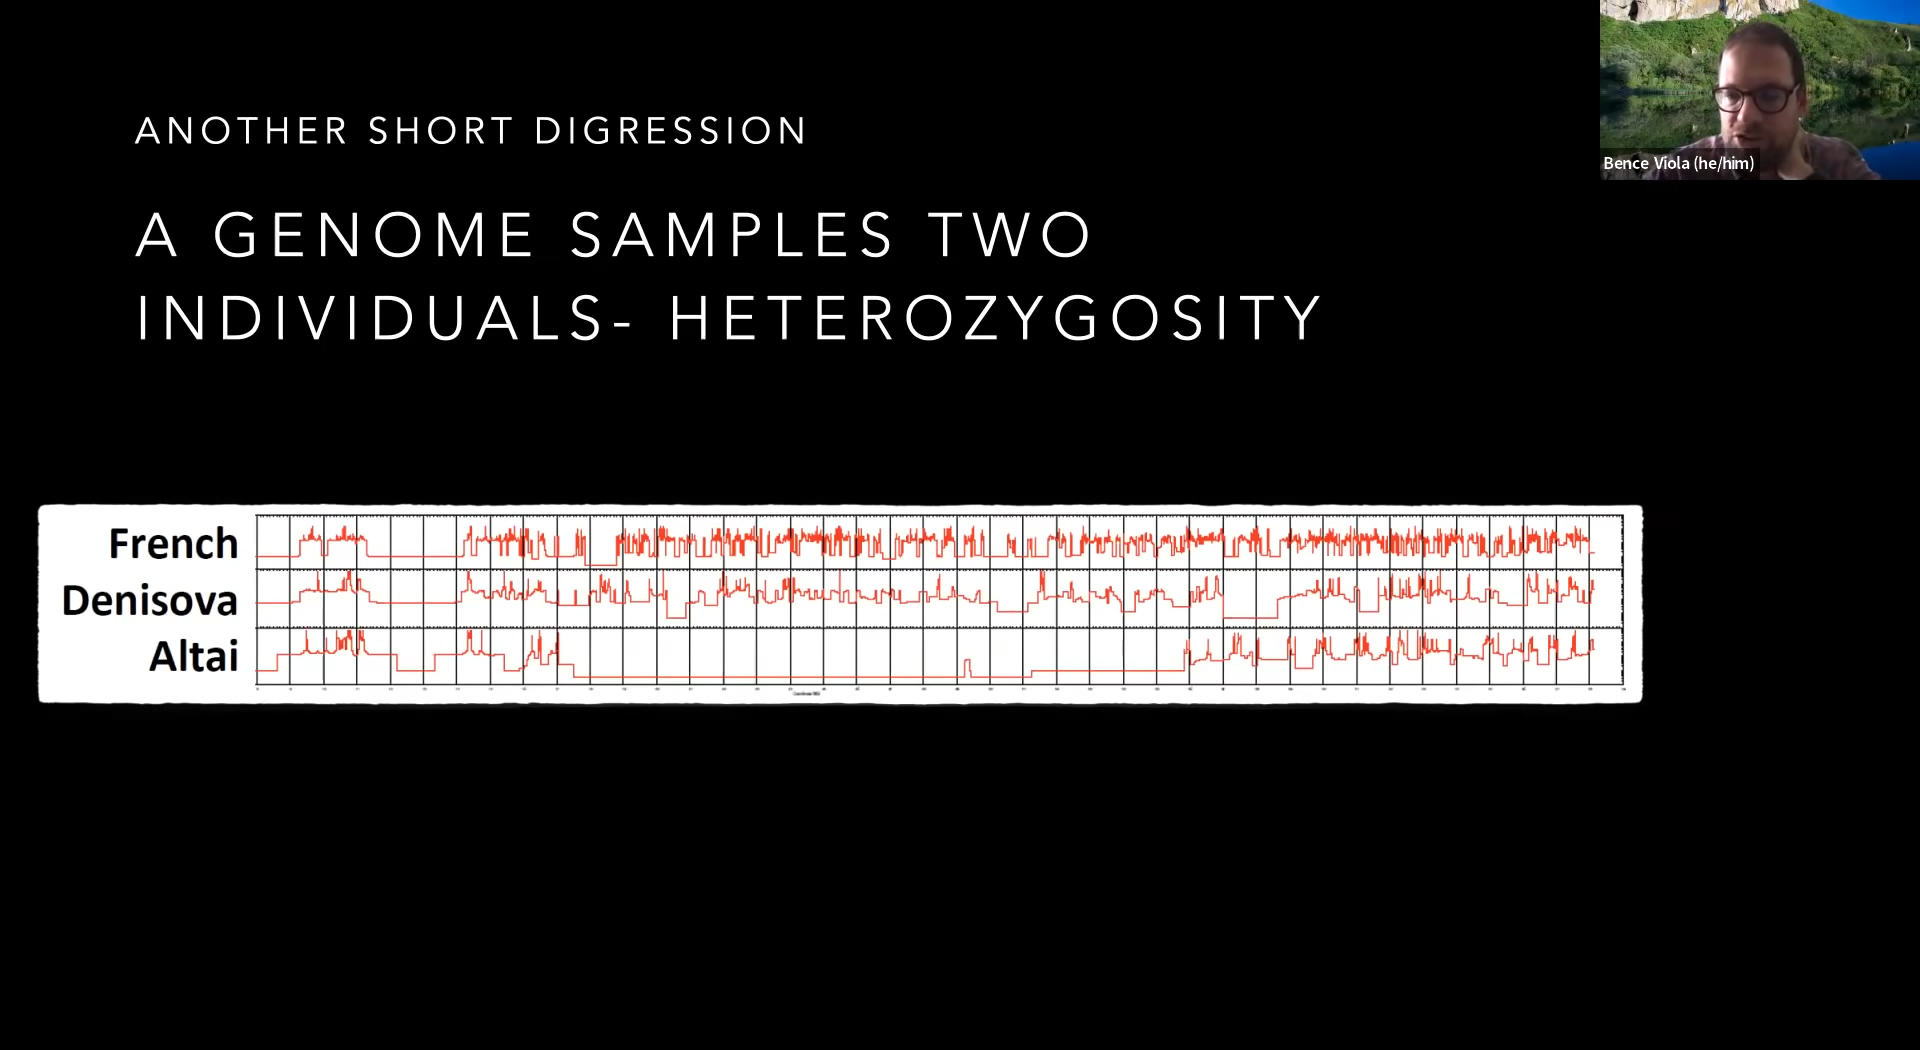 ANOTHER SHORT DIGRESSION
A GENOME SAMPLES TWO
INDIVIDUALS- HETEROZYGOSITY
Bence Viola (he/him)
French
Denisova
Altai